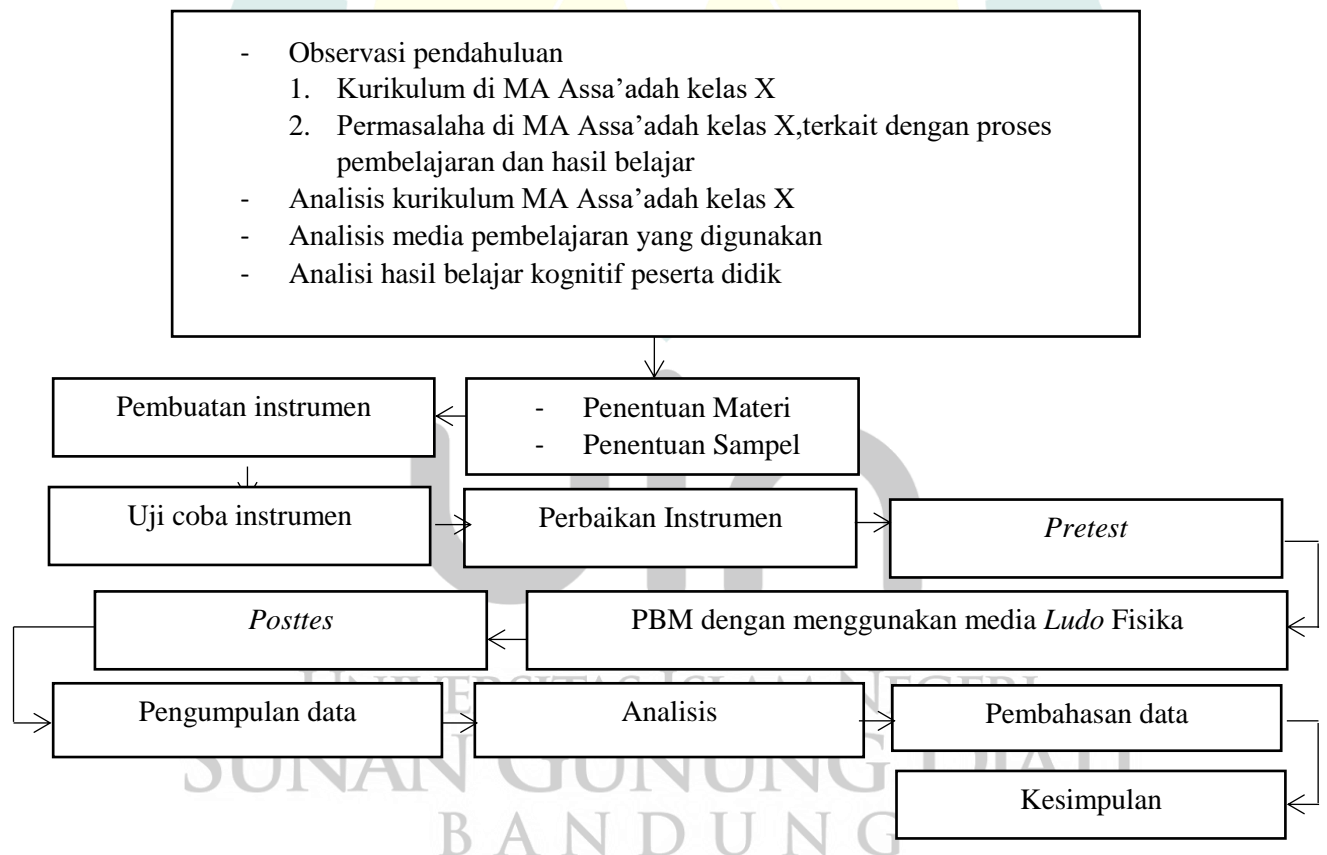 - Observasi pendahuluan
1. Kurikulum di MA Assa’adah kelas X
2. Permasalaha di MA Assa’adah kelas X,terkait dengan proses
pembelajaran dan hasil belajar
- Analisis kurikulum MA Assa’adah kelas X
- Analisis media pembelajaran yang digunakan
- Analisi hasil belajar kognitif peserta didik
Pembuatan instrumen
- Penentuan Materi
- Penentuan Sampel
Uji coba instrumen
Perbaikan Instrumen
Pretest
Posttes
PBM dengan menggunakan media Ludo Fisika
Pengumpulan data
Analisis
Pembahasan data
Kesimpulan
uin
UNIVERSITAS ISLAM NEGERI
SUNAN GUNUNG DJATI
BANDUNG